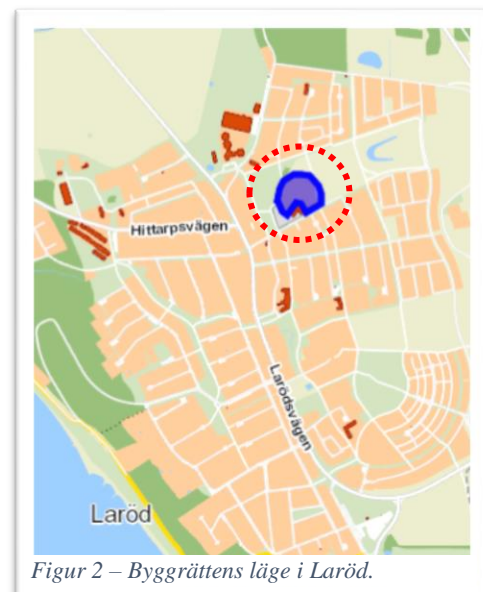 Hittarpsvägen
Larödsvägen
Laröd
Figur 2 – Byggrättens läge i Laröd.